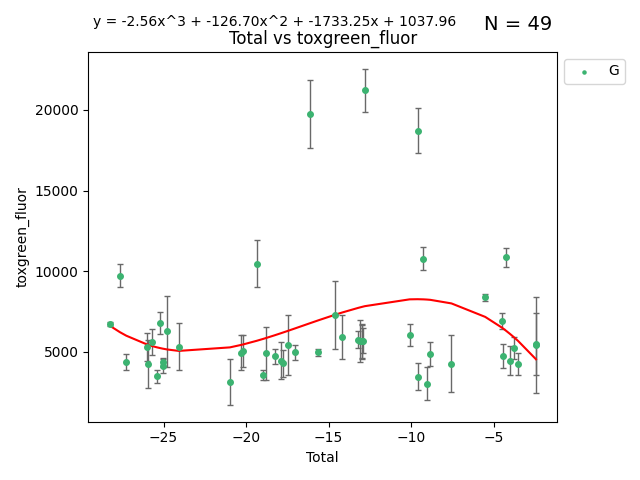 y = -2.56x^3 + -126.70x^2 + -1733.25x + 1037.96
N = 49
Total vs toxgreen_fluor
G
20000
15000
10000
5000
toxgreen_fluor
−25
−20
−15
−10
−5
Total